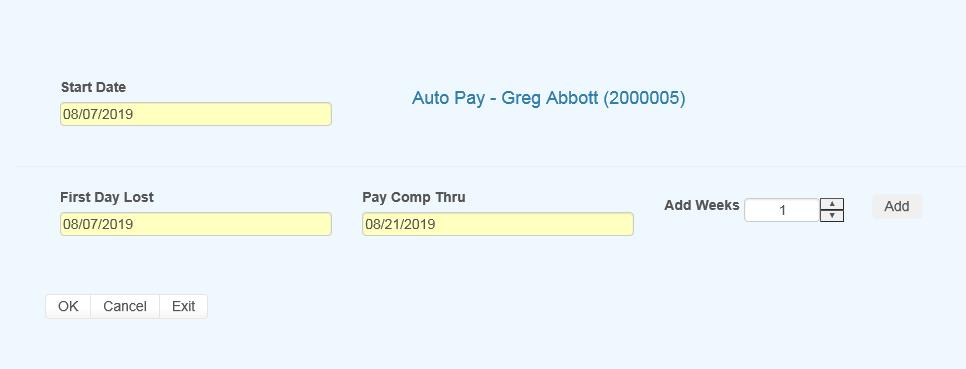 Start Date
08/07/2019
Auto Pay - Greg Abbott (2000005)
First Day Lost
Pay Comp Thru
08/07/2019
08/21/2019
Add Weeks
1
Add
OK
Cancel
Exit